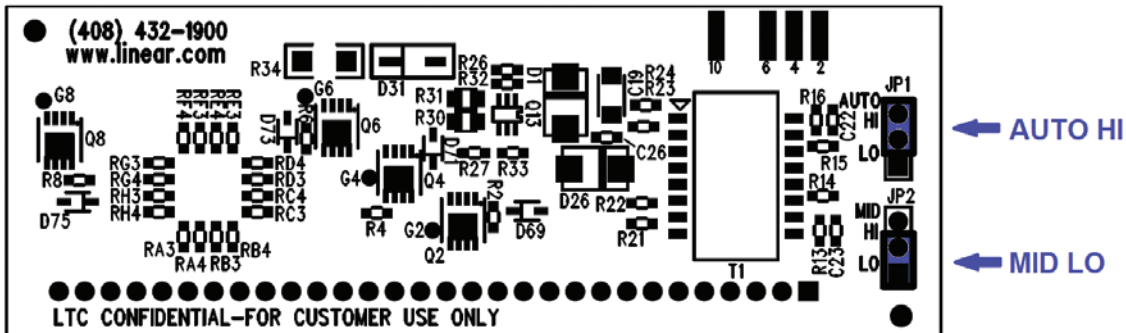 (408) 432-1900
www.linear.com
R34
D31
R26
R32
D1
C19
R24
R23
10
6
4
2
JP1
G8
RF4
RF3
RE4
RE3
G6
R6
R31
R30
Q13
R16
C22
AUTO
HI
LO
AUTO HI
Q8
D73
Q6
D71
R27
R33
C26
R15
RG3
RG4
RH3
RH4
RD4
RD3
RC4
RC3
R8
D75
G4
Q4
R4
R2
D69
D26
R22
R21
R14
JP2
MID
HI
LO
MID LO
RA3
RA4
RB3
RB4
G2
Q2
T1
R13
C23
LTC CONFIDENTIAL-FOR CUSTOMER USE ONLY